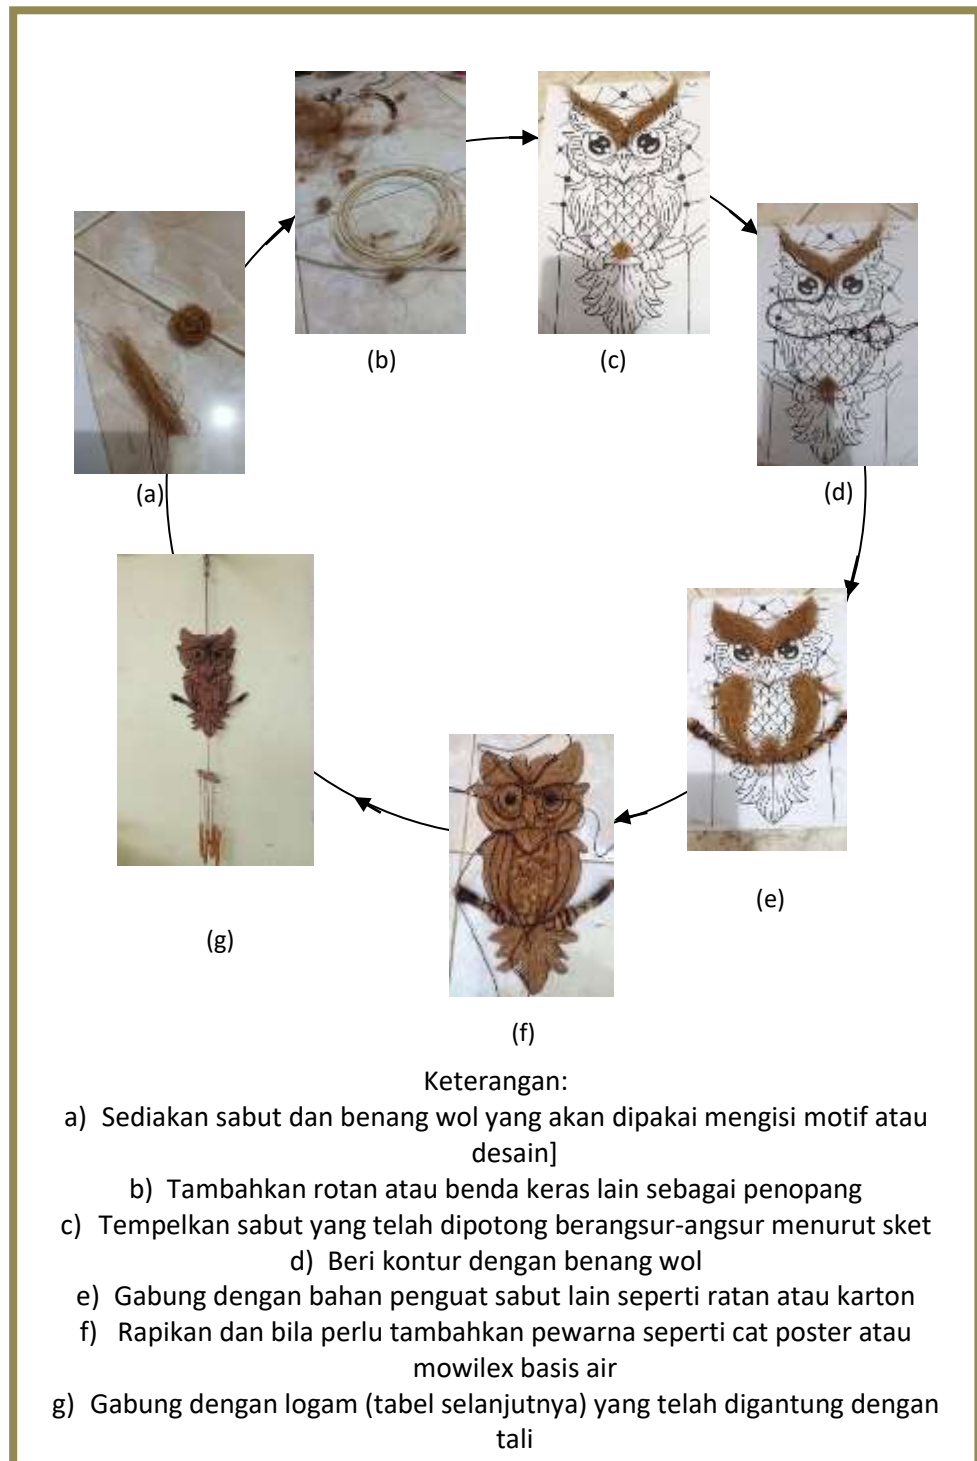 (b)
(c)
(a)
(d)
(e)
(g)
(f)
Keterangan:
a) Sediakan sabut dan benang wol yang akan dipakai mengisi motif atau
desain]
b) Tambahkan rotan atau benda keras lain sebagai penopang
c) Tempelkan sabut yang telah dipotong berangsur-angsur menurut sket
d) Beri kontur dengan benang wol
e) Gabung dengan bahan penguat sabut lain seperti ratan atau karton
f) Rapikan dan bila perlu tambahkan pewarna seperti cat poster atau
mowilex basis air
g) Gabung dengan logam (tabel selanjutnya) yang telah digantung dengan
tali